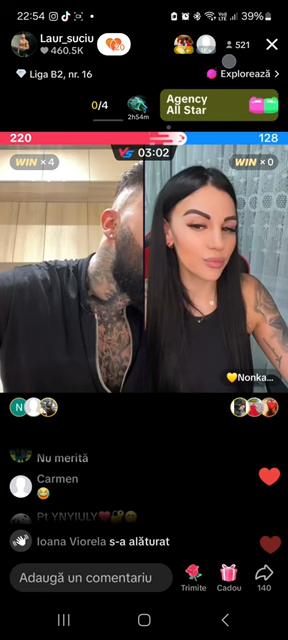 22:54
39%
Laur_suciu
460.5K
20
521
Liga B2, nr. 16
Explorează >
0/4
2h54m
Agency
All Star
220
128
VS 03:02
WIN × 4
WIN × 0
💛Nonka...
N
Nu merită
Carmen
😂
Pt YNYIULY❤️🔐😁
Ioana Viorela s-a alăturat
Adaugă un comentariu
Trimite
Cadou
140